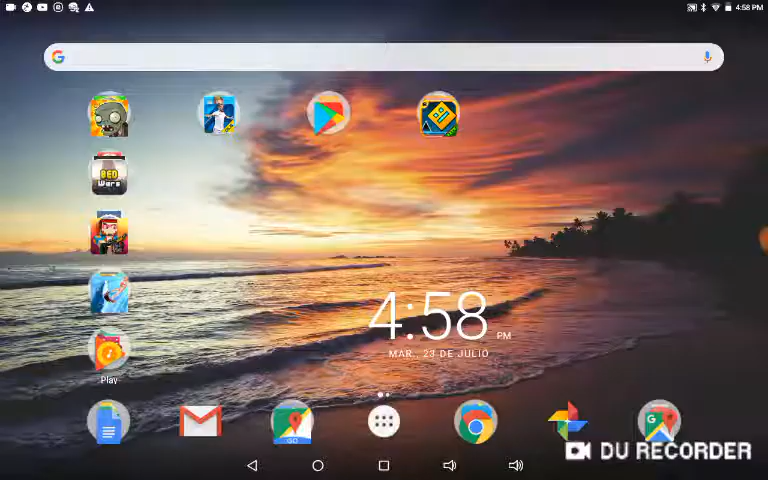 4:58 PM
BED
Wars
4:58 PM
MAR., 23 DE JULIO
Play
GO
DU RECORDER